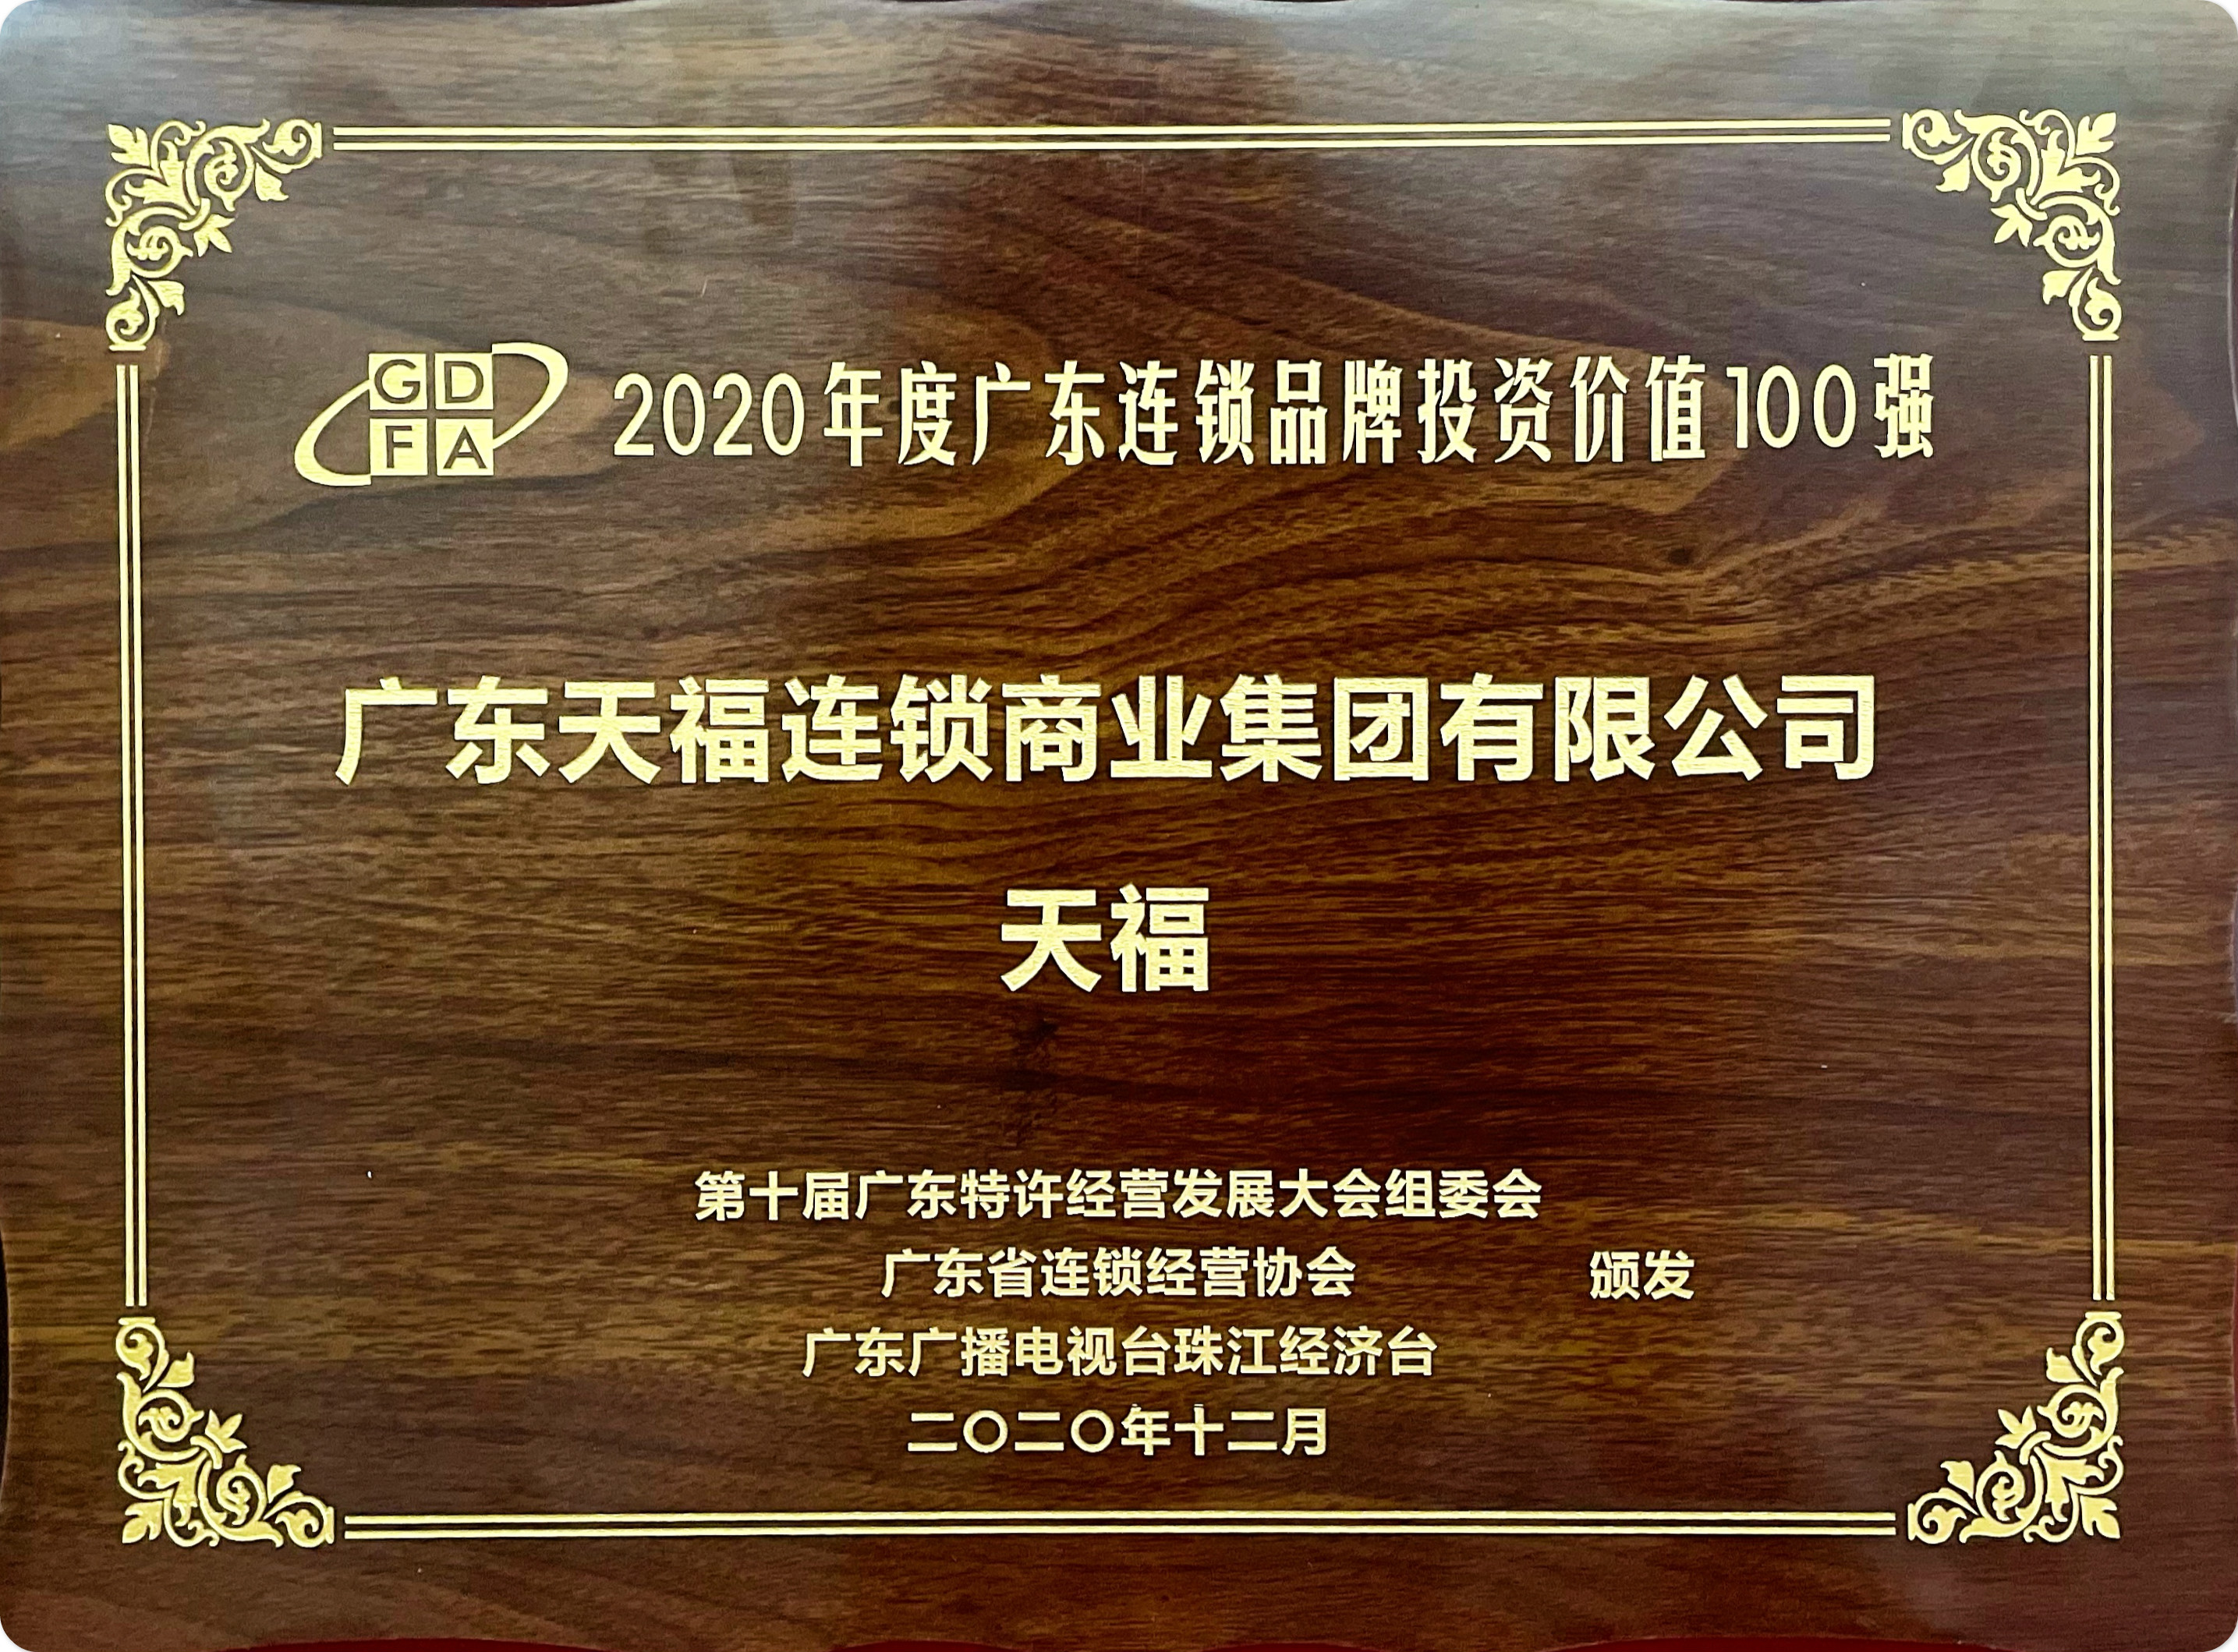 GD
FA
2020年度广东连锁品牌投资价值100强
广东天福连锁商业集团有限公司
天福
第十届广东特许经营发展大会组委会
广东省连锁经营协会 颁发
广东广播电视台珠江经济台
二〇二〇年十二月